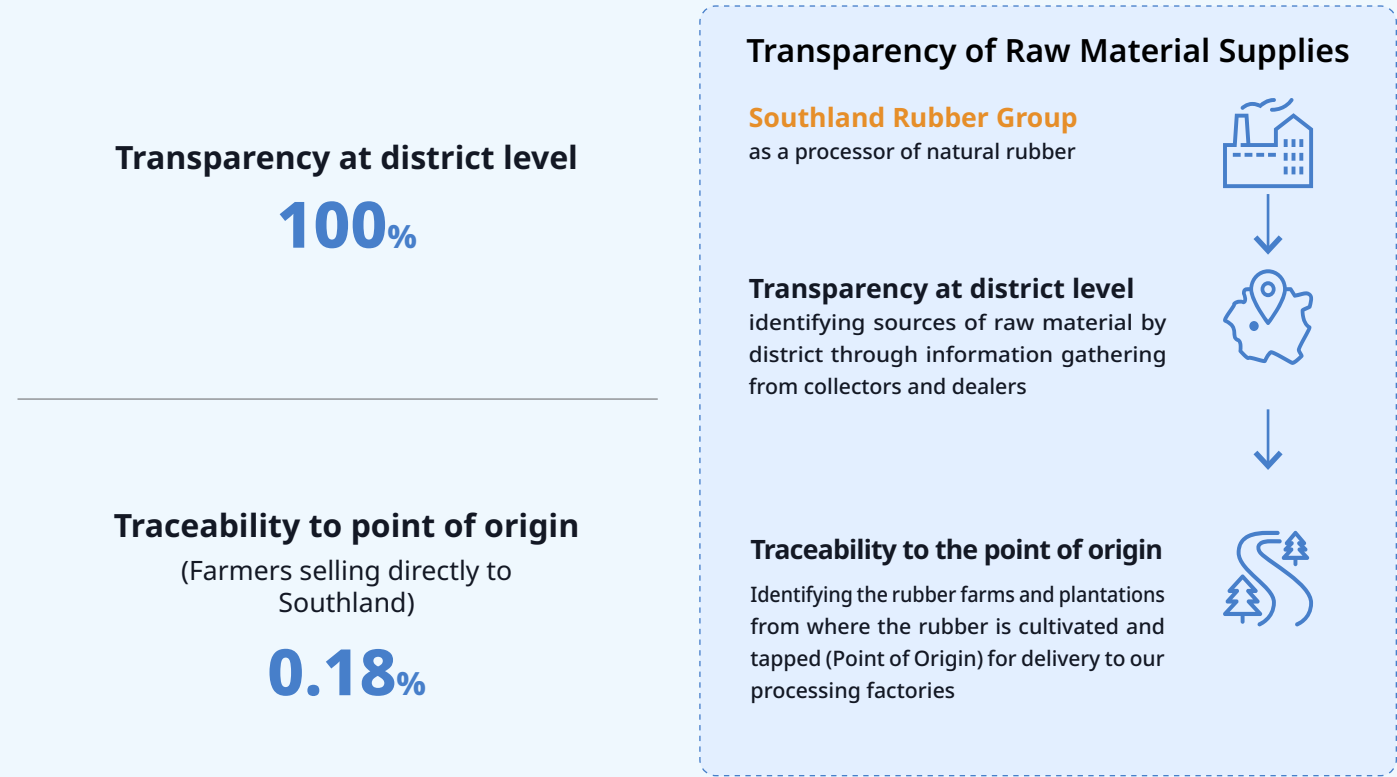 Transparency at district level
100%
Traceability to point of origin
(Farmers selling directly to
Southland)
0.18%
Transparency of Raw Material Supplies
Southland Rubber Group
as a processor of natural rubber
Transparency at district level
identifying sources of raw material by
district through information gathering
from collectors and dealers
Traceability to the point of origin
Identifying the rubber farms and plantations
from where the rubber is cultivated and
tapped (Point of Origin) for delivery to our
processing factories